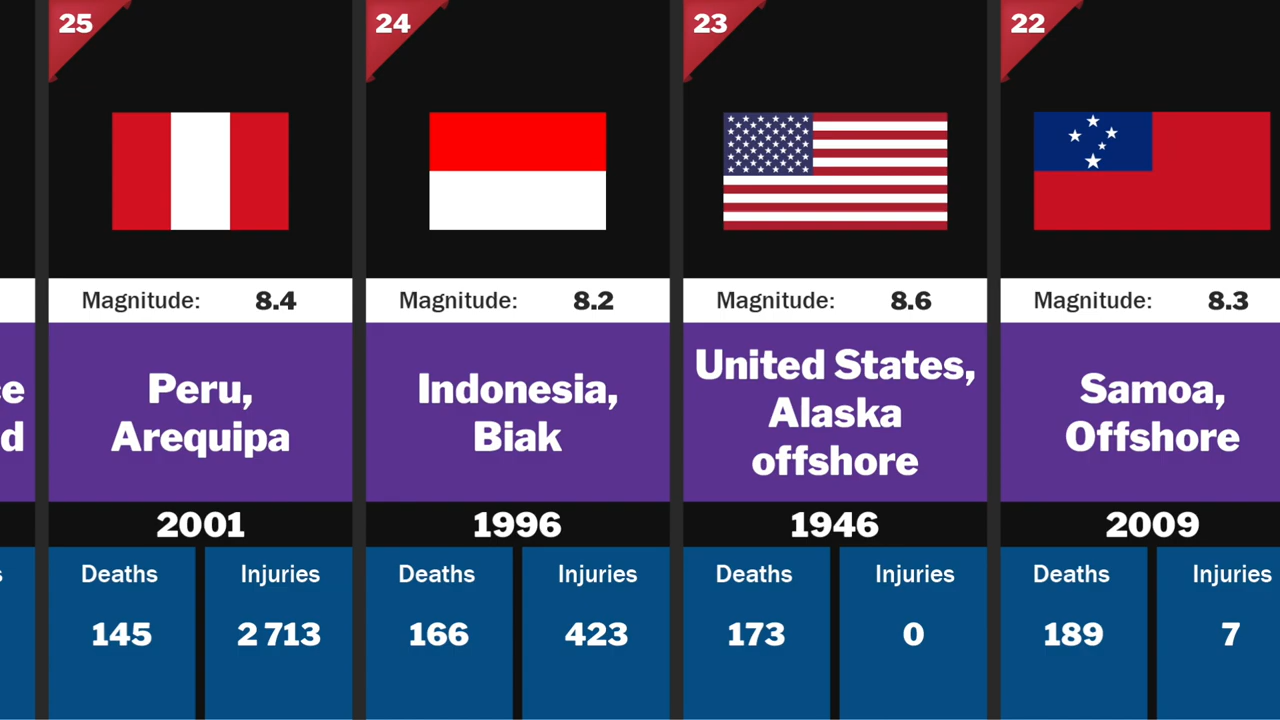 25
Magnitude: 8.4
Peru,
Arequipa
2001
Deaths Injuries
145 2 713
24
Magnitude: 8.2
Indonesia,
Biak
1996
Deaths Injuries
166 423
23
Magnitude: 8.6
United States,
Alaska
offshore
1946
Deaths Injuries
173 0
22
Magnitude: 8.3
Samoa,
Offshore
2009
Deaths Injuries
189 7